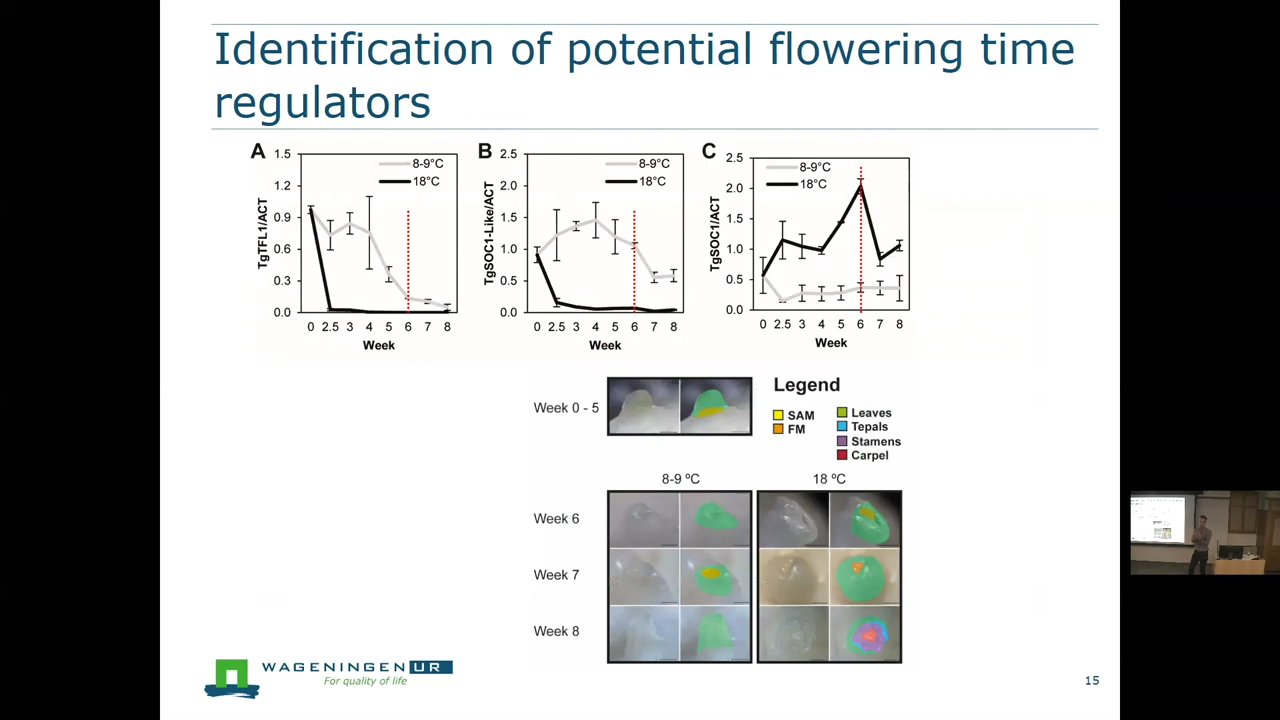 Identification of potential flowering time
regulators
A
1.5
1.2
0.9
0.6
0.3
0.0
TgTFL1/ACT
8-9°C
18°C
0 2.5 3 4 5 6 7 8
Week
B
2.5
2.0
1.5
1.0
0.5
0.0
TgSOC1-Like/ACT
8-9°C
18°C
0 2.5 3 4 5 6 7 8
Week
C
2.5
2.0
1.5
1.0
0.5
0.0
TgSOC1/ACT
8-9°C
18°C
0 2.5 3 4 5 6 7 8
Week
Week 0 - 5
Legend
SAM
FM
Leaves
Tepals
Stamens
Carpel
8-9 ºC 18 ºC
Week 6
Week 7
Week 8
WAGENINGEN UR
For quality of life
15